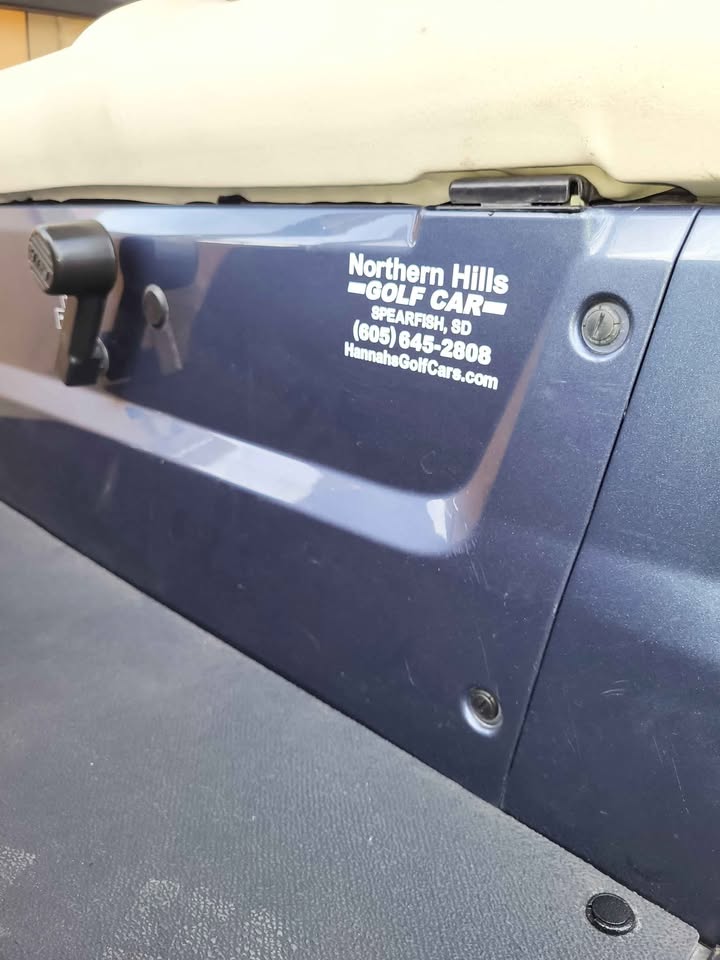 Northern Hills
GOLF CAR
SPEARFISH, SD
(605) 645-2808
HannahsGolfCars.com
F